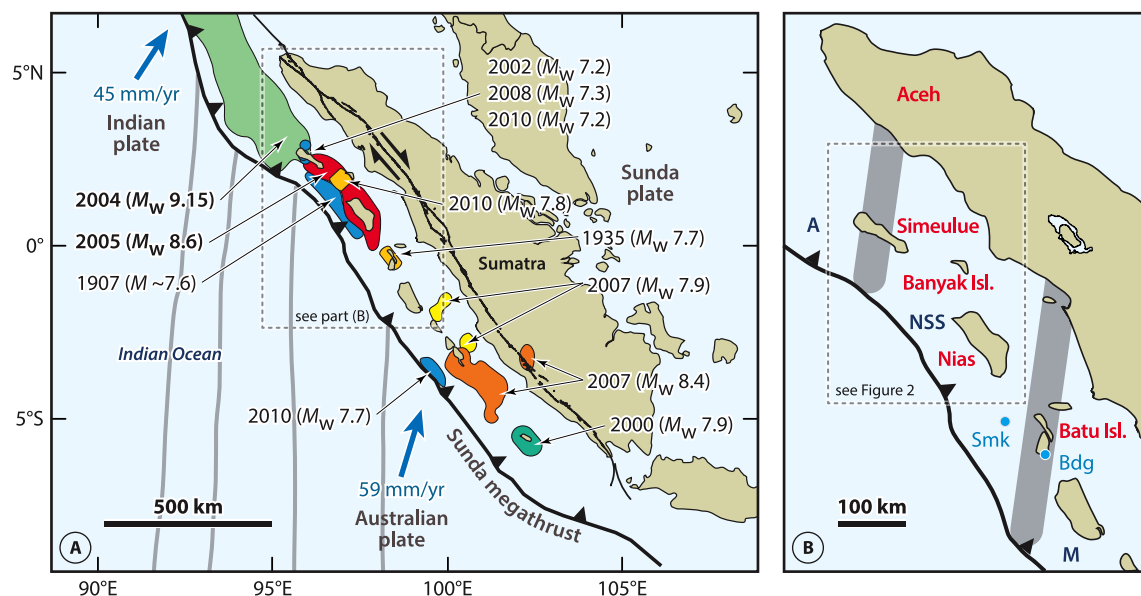 5°N
0°
5°S
90°E
95°E
100°E
105°E
45 mm/yr
Indian
plate
2004 (MW 9.15)
2005 (MW 8.6)
1907 (M ~7.6)
2002 (MW 7.2)
2008 (MW 7.3)
2010 (MW 7.2)
Sunda
plate
2010 (MW 7.8)
1935 (MW 7.7)
Sumatra
2007 (MW 7.9)
see part (B)
Indian Ocean
2007 (MW 8.4)
2010 (MW 7.7)
2000 (MW 7.9)
59 mm/yr
Australian
plate
Sunda megathrust
500 km
A
Aceh
A
Simeulue
Banyak Isl.
NSS
Nias
see Figure 2
Smk
Batu Isl.
Bdg
100 km
M
B